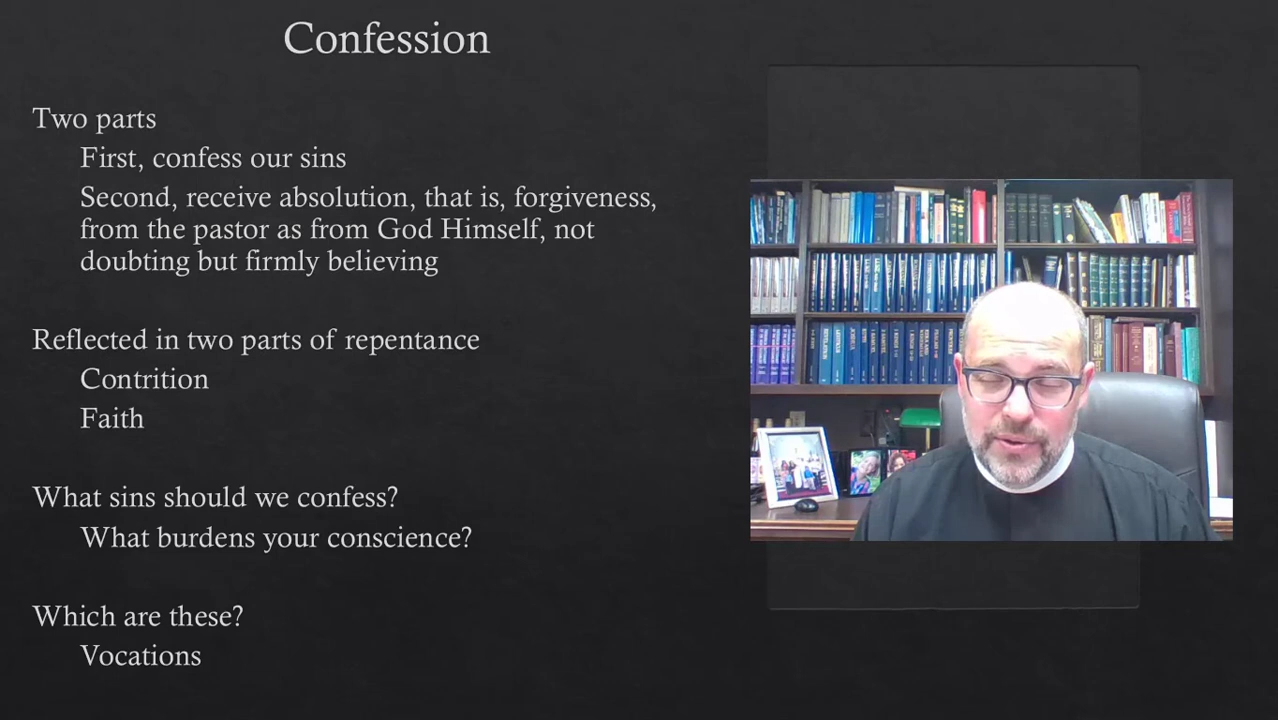 Confession
Two parts
First, confess our sins
Second, receive absolution, that is, forgiveness,
from the pastor as from God Himself, not
doubting but firmly believing
Reflected in two parts of repentance
Contrition
Faith
What sins should we confess?
What burdens your conscience?
Which are these?
Vocations